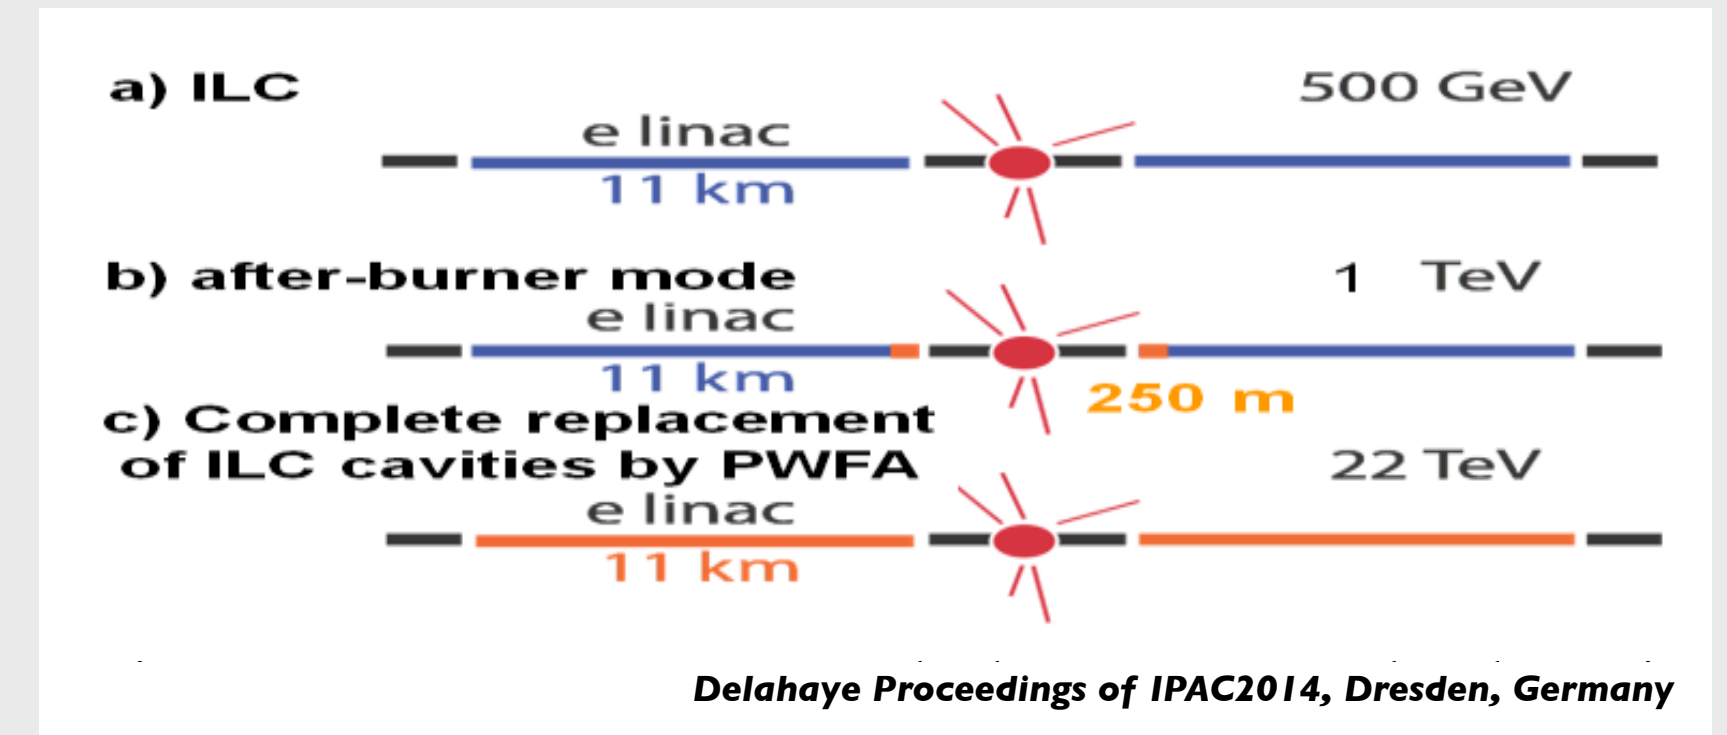 a) ILC
500 GeV
e linac
11 km
b) after-burner mode
1 TeV
e linac
11 km
250 m
c) Complete replacement
of ILC cavities by PWFA
22 TeV
e linac
11 km
Delahaye Proceedings of IPAC2014, Dresden, Germany